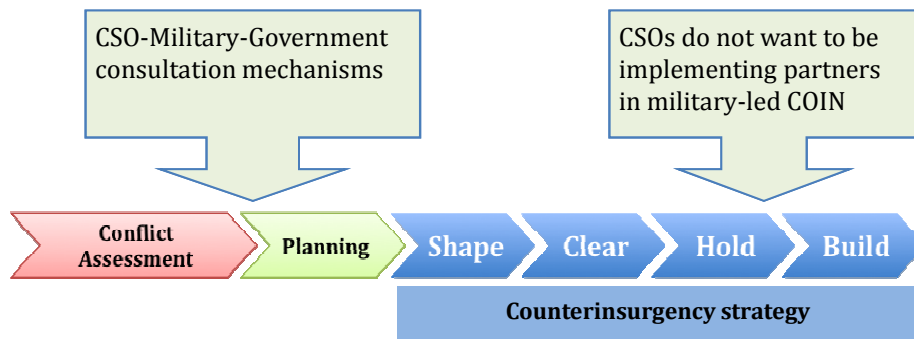 CSO-Military-Government
consultation mechanisms
CSOs do not want to be
implementing partners
in military-led COIN
Conflict
Assessment
Planning
Shape
Clear
Hold
Build
Counterinsurgency strategy